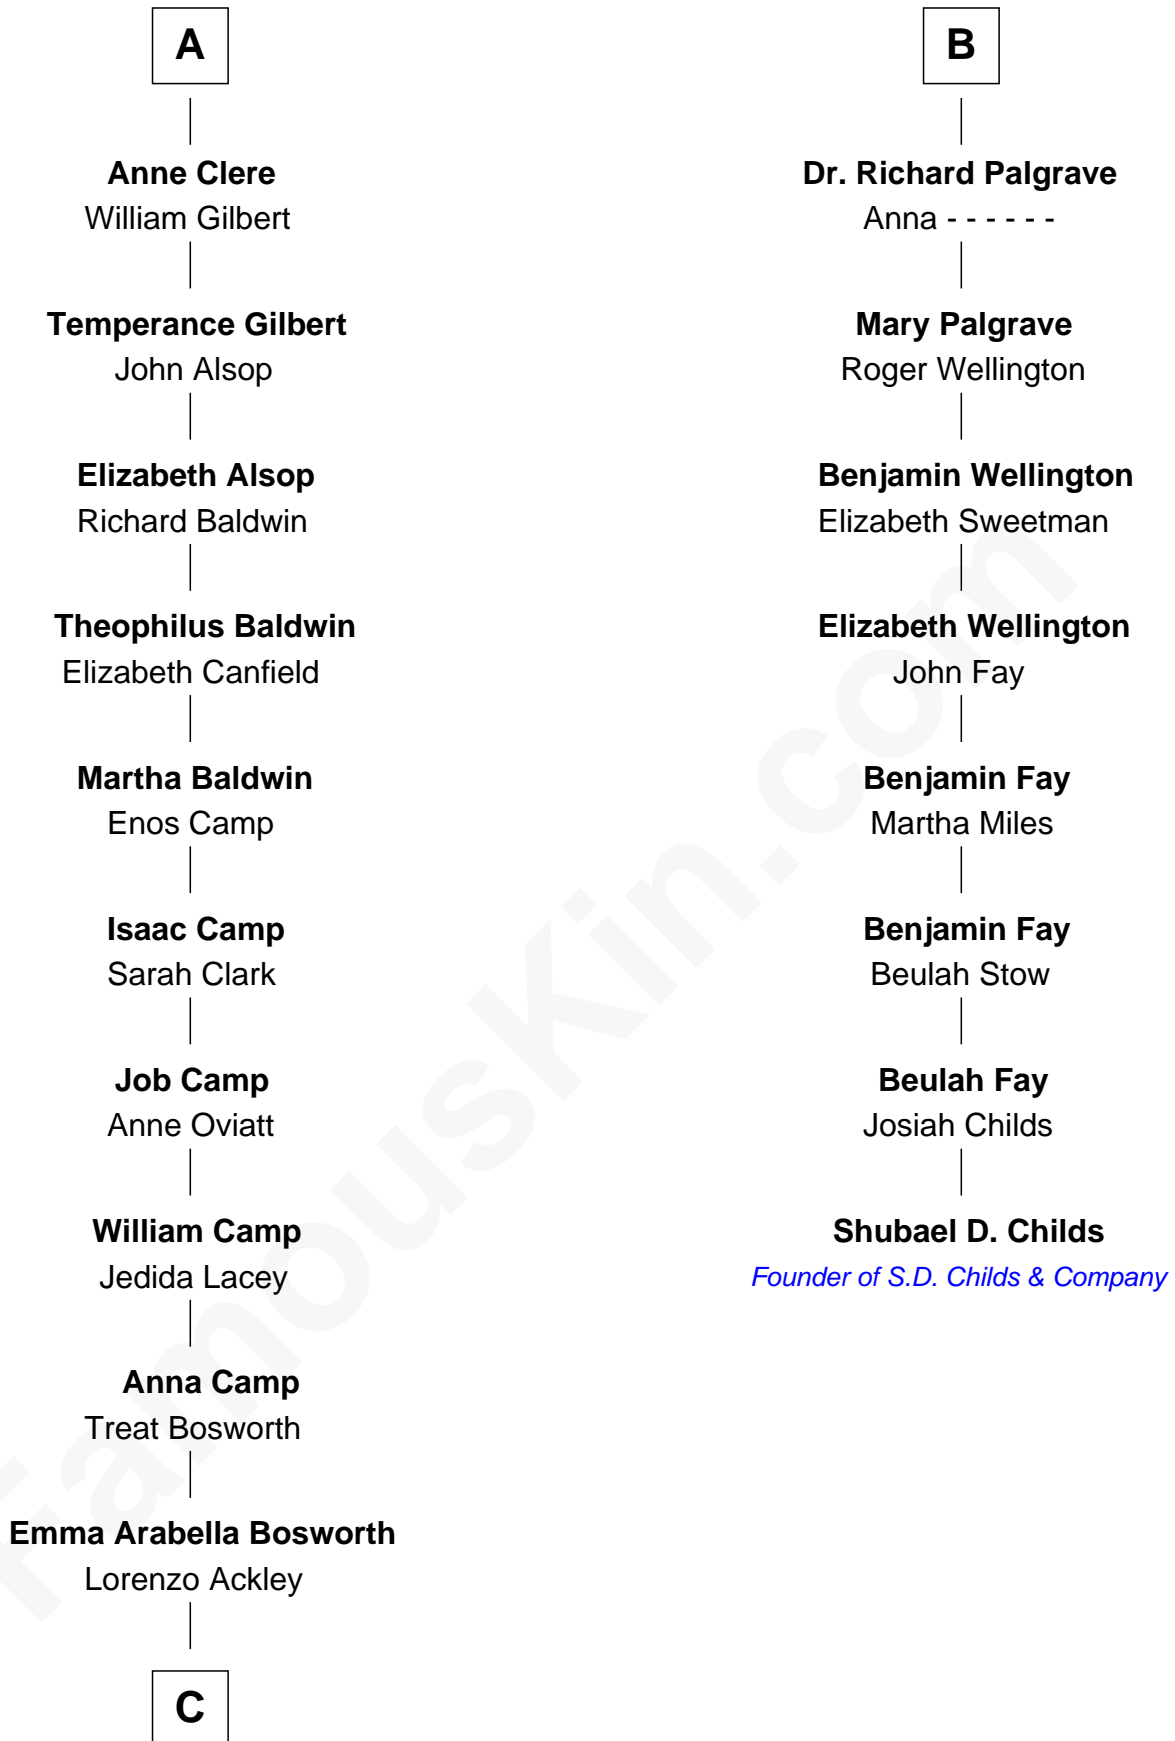 A
Anne Clere
William Gilbert
Temperance Gilbert
John Alsop
Elizabeth Alsop
Richard Baldwin
Theophilus Baldwin
Elizabeth Canfield
Martha Baldwin
Enos Camp
Isaac Camp
Sarah Clark
Job Camp
Anne Oviatt
William Camp
Jedida Lacey
Anna Camp
Treat Bosworth
Emma Arabella Bosworth
Lorenzo Ackley
C
B
Dr. Richard Palgrave
Anna - - - - - -
Mary Palgrave
Roger Wellington
Benjamin Wellington
Elizabeth Sweetman
Elizabeth Wellington
John Fay
Benjamin Fay
Martha Miles
Benjamin Fay
Beulah Stow
Beulah Fay
Josiah Childs
Shubael D. Childs
Founder of S.D. Childs & Company
FamousKin.com